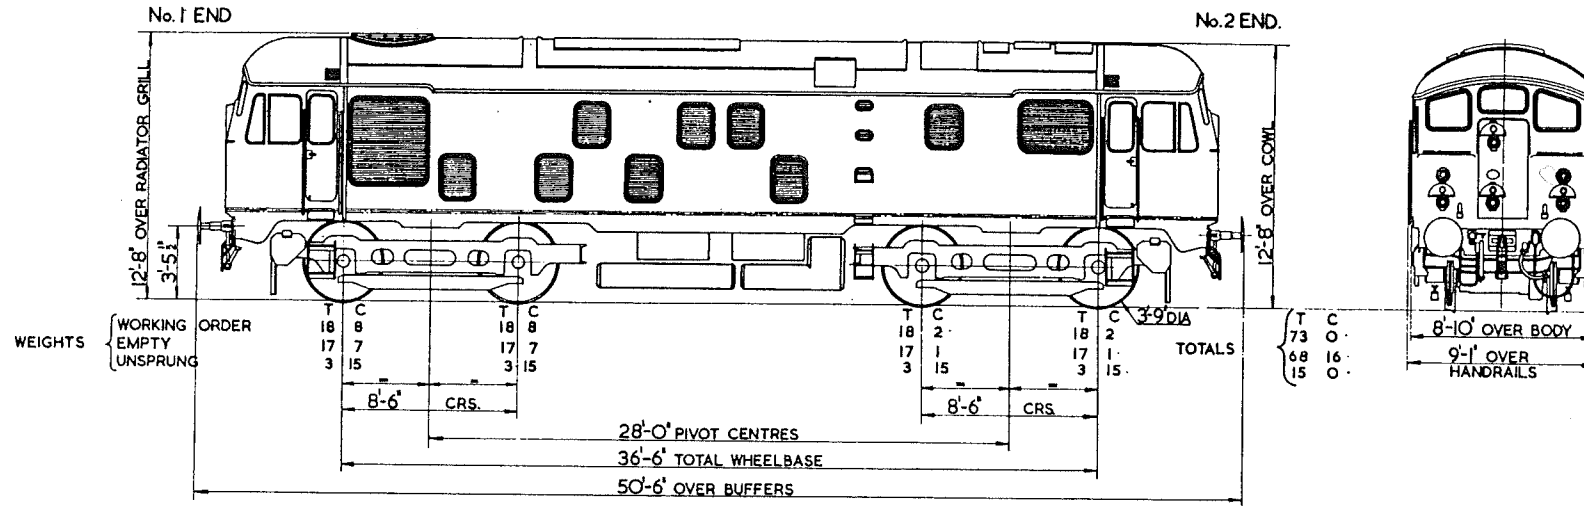 No. 1 END
No. 2 END.
12'-8" OVER RADIATOR GRILL
3'-5½"
12'-8" OVER COWL
T C T C T C T C 3'-9" DIA T C
WEIGHTS WORKING ORDER 18 8 18 8 18 2 18 2 TOTALS 73 0
EMPTY 17 7 17 7 17 1 17 1 68 16
UNSPRUNG 3 15 3 15 3 15 3 15 15 0
8'-10" OVER BODY
9'-1" OVER
HANDRAILS
= = = =
8'-6" CRS. 8'-6" CRS.
28'-0" PIVOT CENTRES
36'-6" TOTAL WHEELBASE
50'-6" OVER BUFFERS